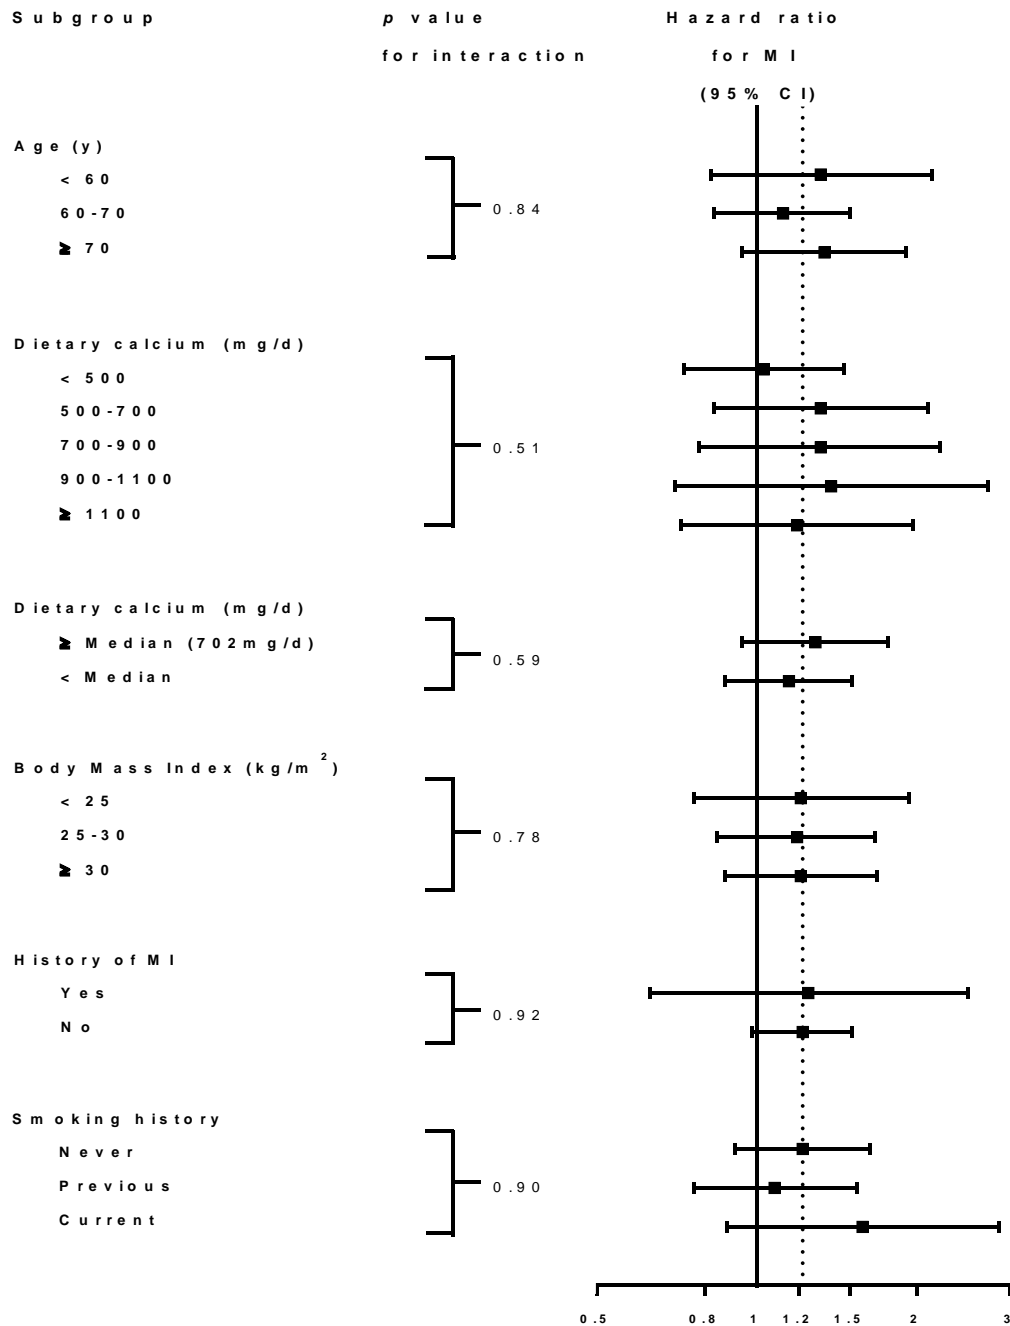 Subgroup p value Hazard ratio
for interaction for MI
(95% CI)
Age (y)
< 60
60-70 0.84
≥ 70
Dietary calcium (mg/d)
< 500
500-700
700-900 0.51
900-1100
≥ 1100
Dietary calcium (mg/d)
≥ Median (702mg/d) 0.59
< Median
Body Mass Index (kg/m²)
< 25
25-30 0.78
≥ 30
History of MI
Yes 0.92
No
Smoking history
Never
Previous 0.90
Current
0.5 0.8 1 1.2 1.5 2 3